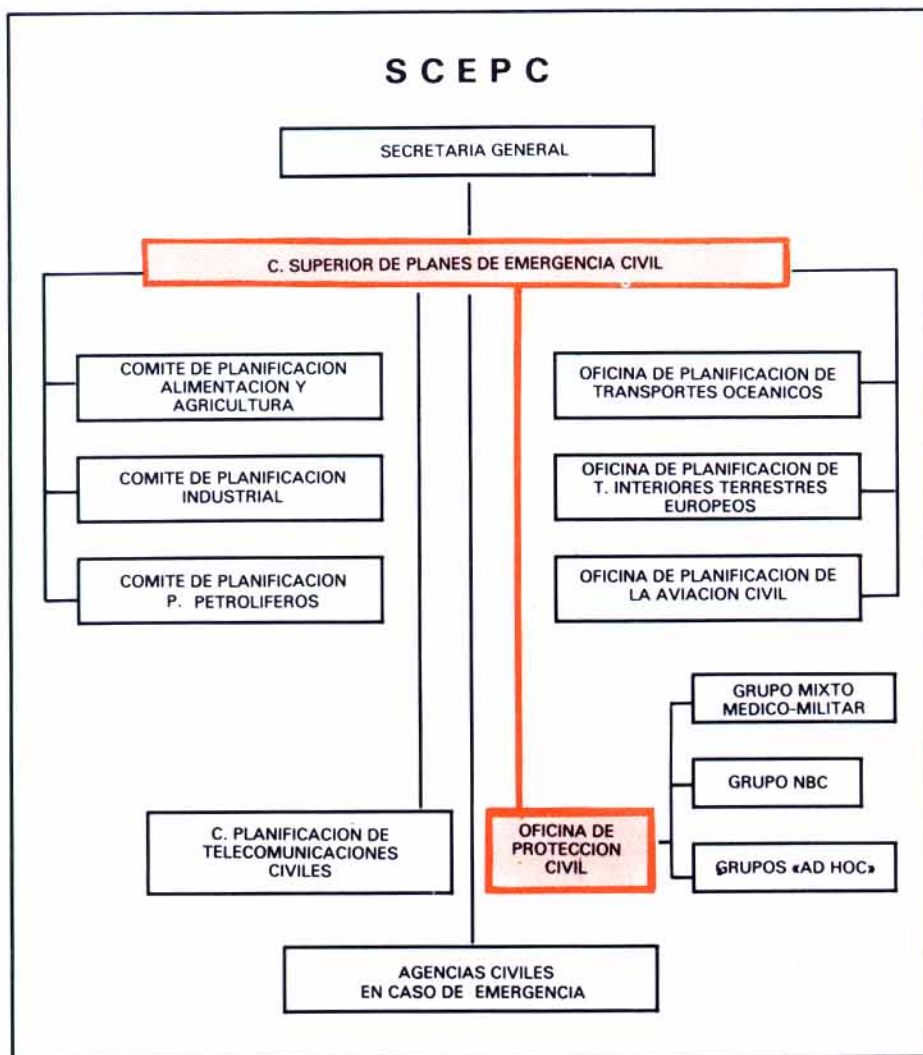 SCEPC
SECRETARIA GENERAL
C. SUPERIOR DE PLANES DE EMERGENCIA CIVIL
COMITE DE PLANIFICACION
ALIMENTACION Y
AGRICULTURA
COMITE DE PLANIFICACION
INDUSTRIAL
COMITE DE PLANIFICACION
P. PETROLIFEROS
OFICINA DE PLANIFICACION DE
TRANSPORTES OCEANICOS
OFICINA DE PLANIFICACION DE
T. INTERIORES TERRESTRES
EUROPEOS
OFICINA DE PLANIFICACION DE
LA AVIACION CIVIL
GRUPO MIXTO
MEDICO-MILITAR
GRUPO NBC
GRUPOS «AD HOC»
C. PLANIFICACION DE
TELECOMUNICACIONES
CIVILES
OFICINA DE
PROTECCION
CIVIL
AGENCIAS CIVILES
EN CASO DE EMERGENCIA